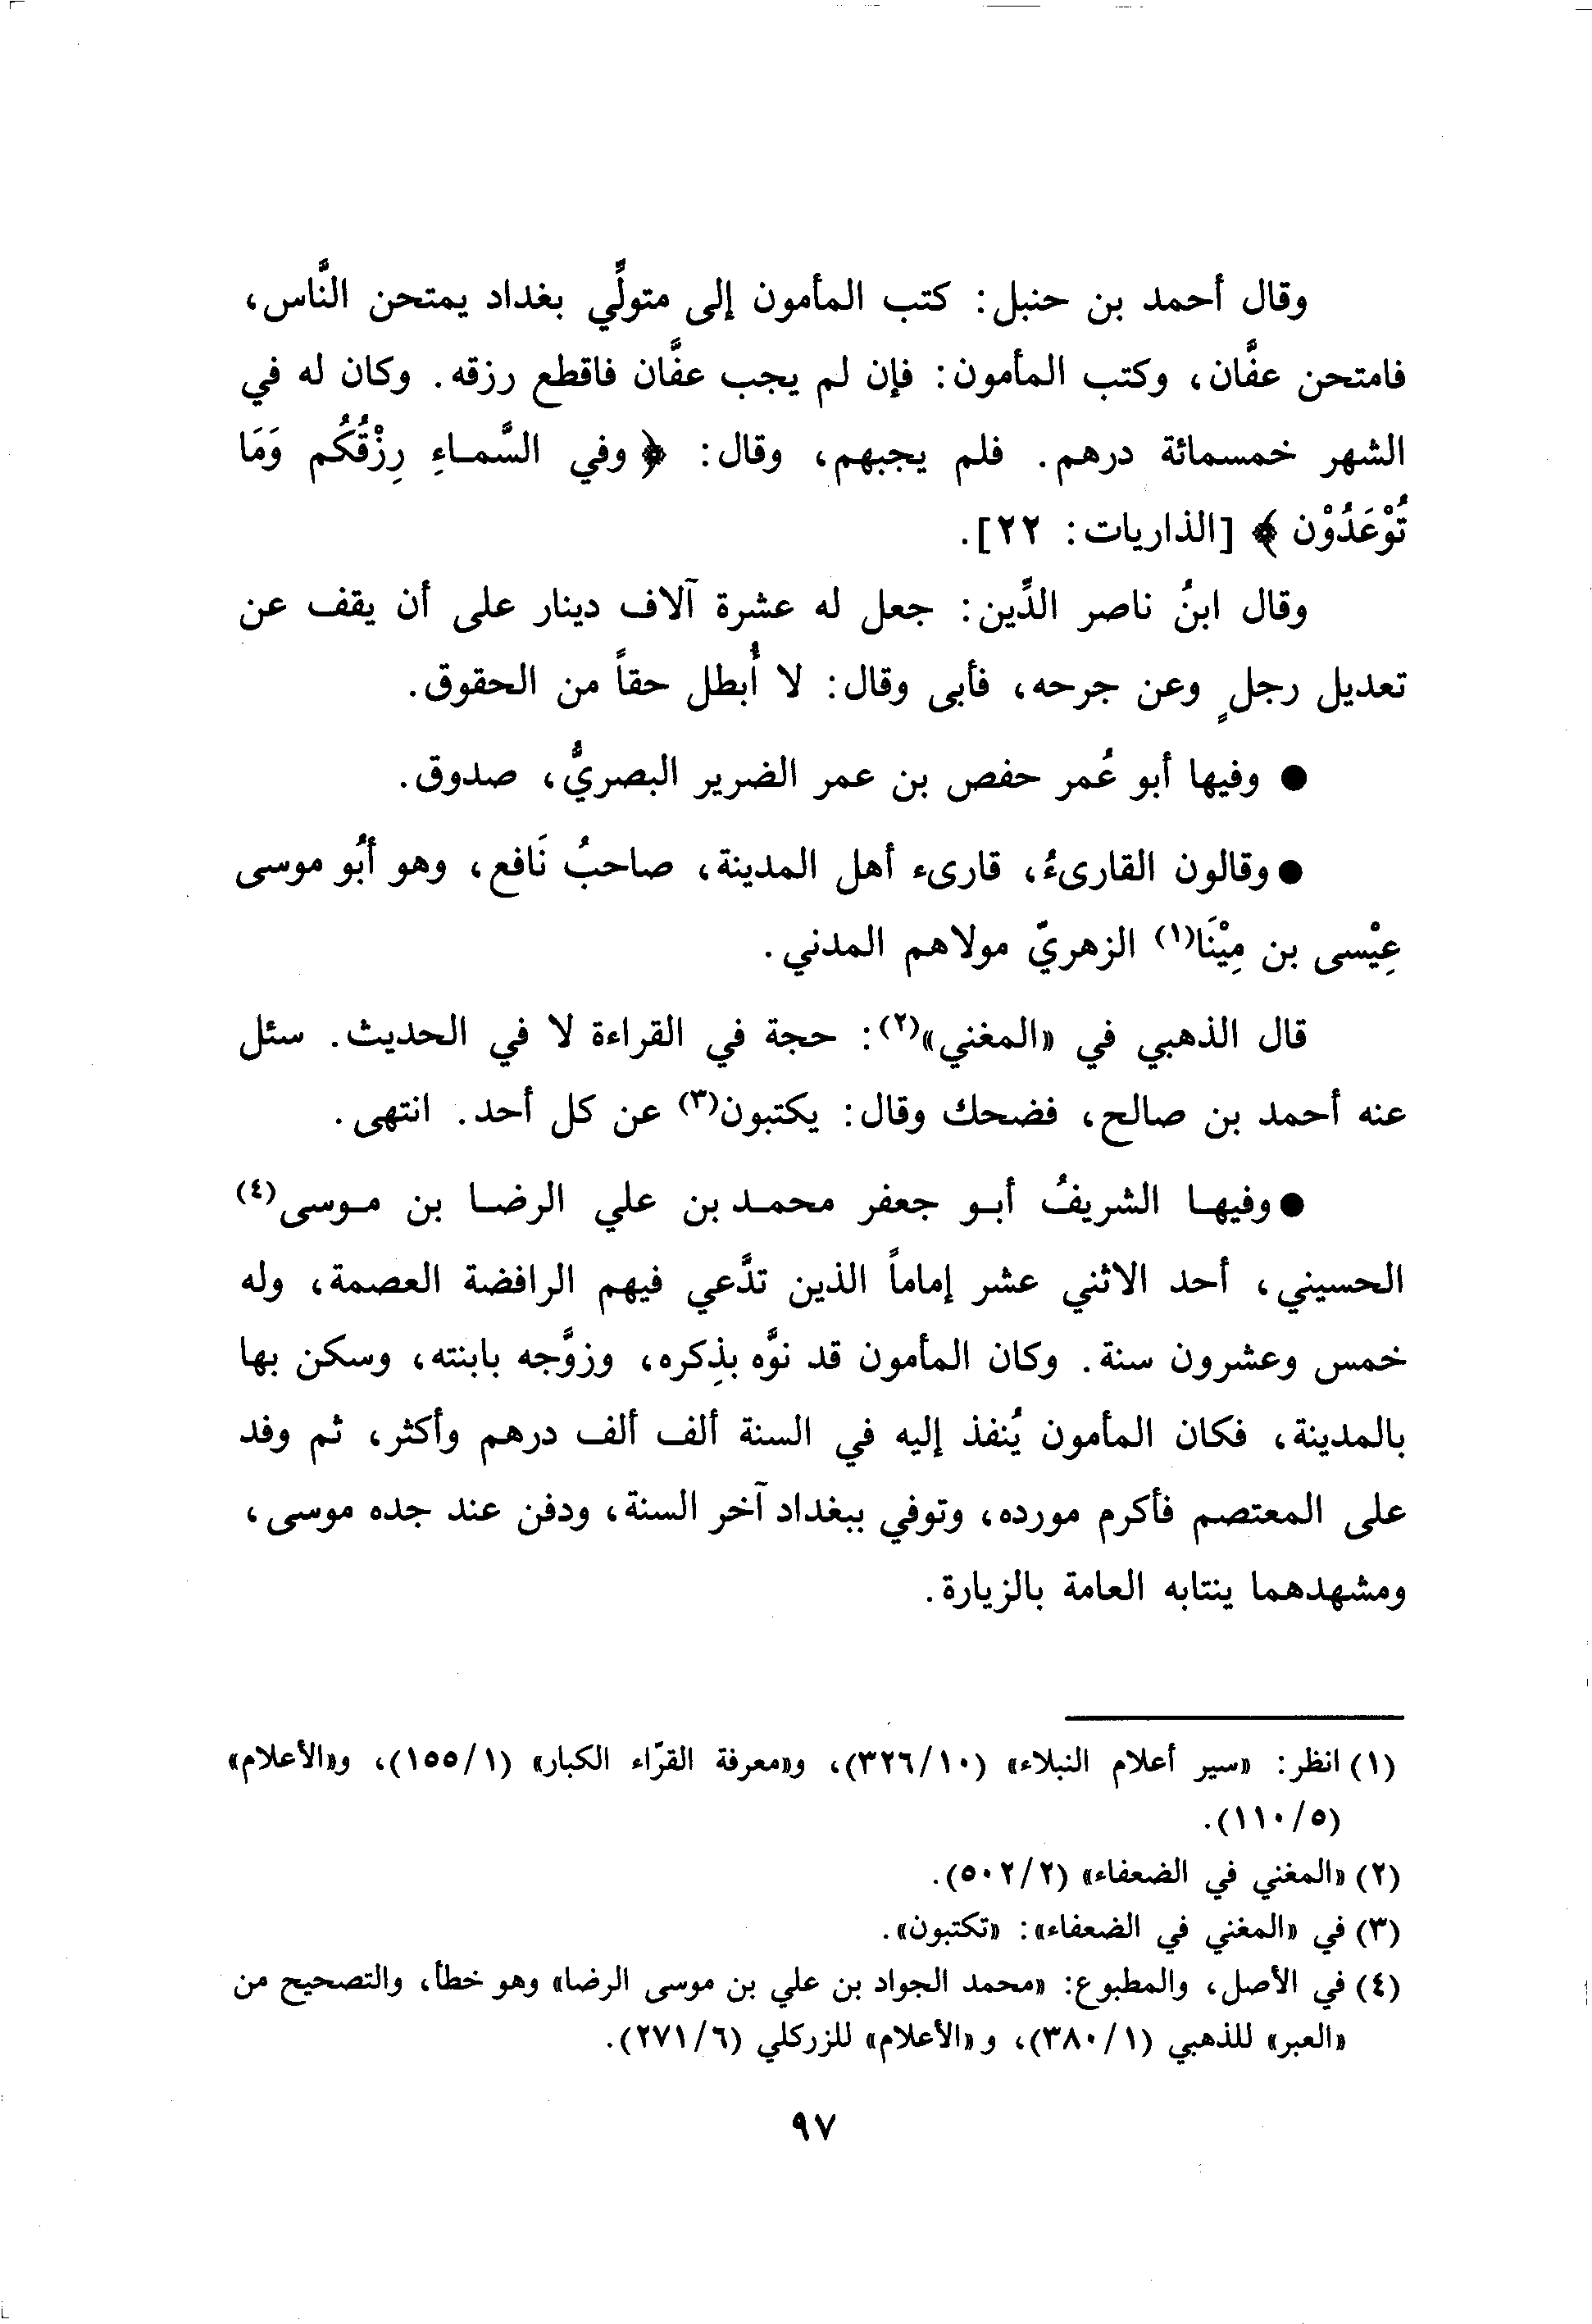 وقال أحمد بن حنبل: كتب المأمون إلى متولِّي بغداد يمتحن النَّاس،
فامتحن عفَّان، وكتب المأمون: فإن لم يجب عفَّان فاقطع رزقه. وكان له في
الشهر خمسمائة درهم. فلم يجبهم، وقال: ﴿ وفي السَّمـاءِ رِزْقُكُم وَمَا
تُوْعَدُوْن ﴾ [الذاريات: ٢٢].
وقال ابنُ ناصر الدِّين: جعل له عشرة آلاف دينار على أن يقف عن
تعديل رجلٍ وعن جرحه، فأبى وقال: لا أُبطل حقاً من الحقوق.
● وفيها أبو عُمر حفص بن عمر الضرير البصريُّ، صدوق.
● وقالون القارىءُ، قارىء أهل المدينة، صاحبُ نَافع، وهو أبُو موسى
عِيْسى بن مِيْنَا(١) الزهريّ مولاهم المدني.
قال الذهبي في «المغني»(٢): حجة في القراءة لا في الحديث. سئل
عنه أحمد بن صالح، فضحك وقال: يكتبون(٣) عن كل أحد. انتهى.
● وفيهـا الشريفُ أبـو جعفر محمـد بن علي الرضـا بن مـوسى(٤)
الحسيني، أحد الاثني عشر إماماً الذين تدَّعي فيهم الرافضة العصمة، وله
خمس وعشرون سنة. وكان المأمون قد نوَّه بذِكره، وزوَّجه بابنته، وسكن بها
بالمدينة، فكان المأمون يُنفذ إليه في السنة ألف ألف درهم وأكثر، ثم وفد
على المعتصم فأكرم مورده، وتوفي ببغداد آخر السنة، ودفن عند جده موسى،
ومشهدهما ينتابه العامة بالزيارة.
(١) انظر: «سير أعلام النبلاء» (٣٢٦/١٠)، و«معرفة القرّاء الكبار» (١٥٥/١)، و«الأعلام»
(١١٠/٥).
(٢) «المغني في الضعفاء» (٥٠٢/٢).
(٣) في «المغني في الضعفاء»: «تكتبون».
(٤) في الأصل، والمطبوع: «محمد الجواد بن علي بن موسى الرضا» وهو خطأ، والتصحيح من
«العبر» للذهبي (٣٨٠/١)، و«الأعلام» للزركلي (٢٧١/٦).
٩٧